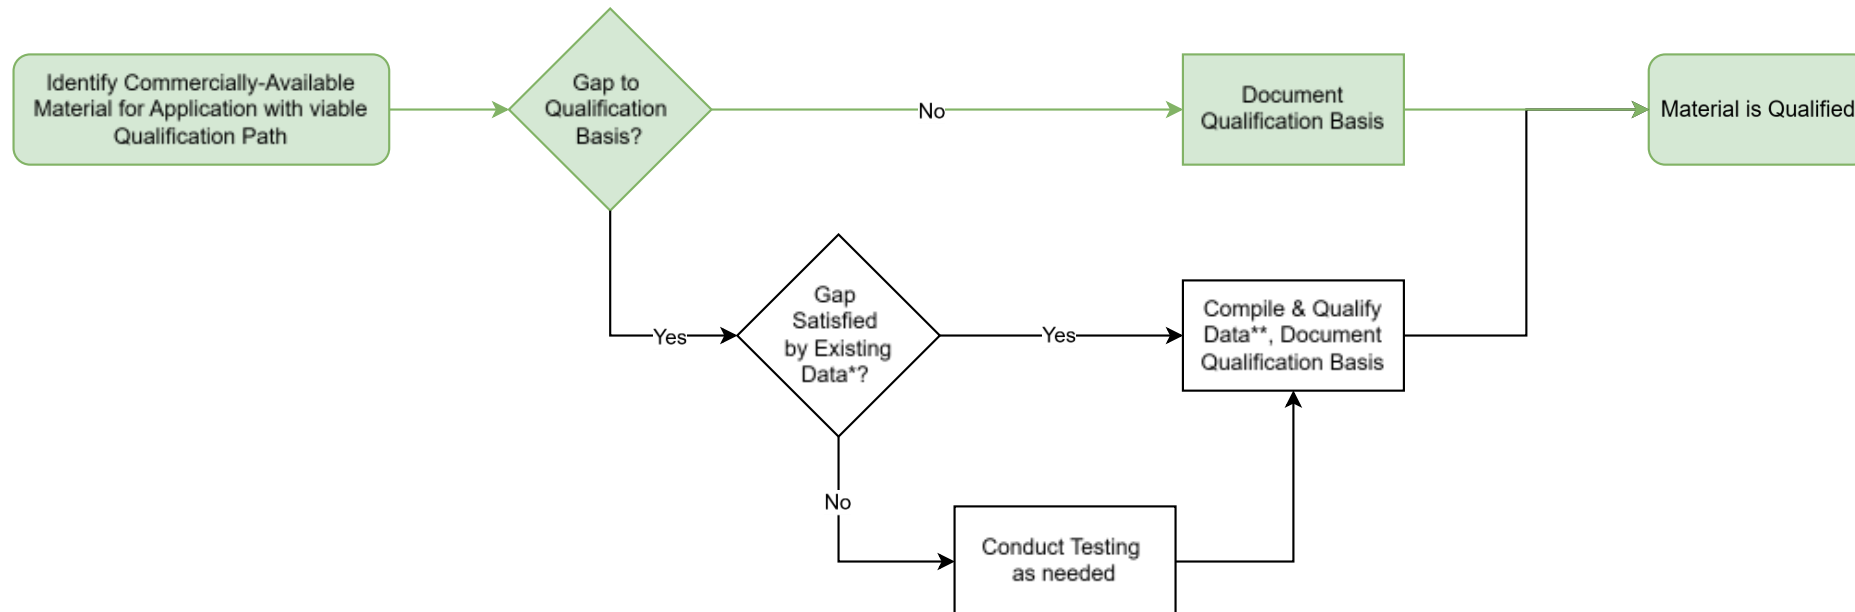 Identify Commercially-Available
Material for Application with viable
Qualification Path
Gap to
Qualification
Basis?
No
Document
Qualification Basis
Material is Qualified
Yes
Gap
Satisfied
by Existing
Data*?
Yes
Compile & Qualify
Data**, Document
Qualification Basis
No
Conduct Testing
as needed